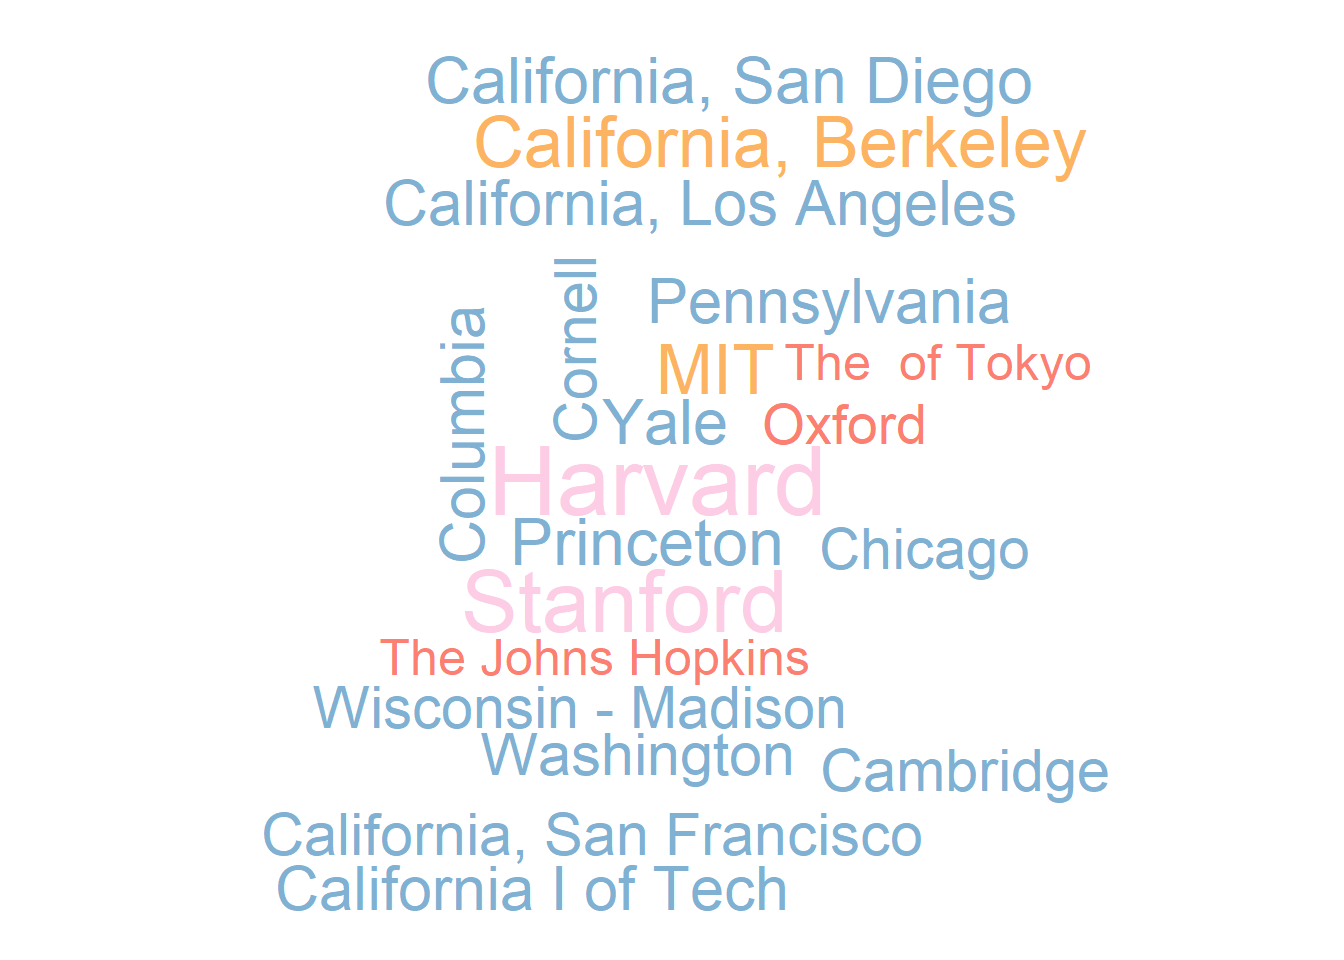 California, San Diego
California, Berkeley
California, Los Angeles
Cornell
Pennsylvania
Columbia
MIT
The  of Tokyo
Yale
Oxford
Harvard
Princeton
Chicago
Stanford
The Johns Hopkins
Wisconsin - Madison
Washington
Cambridge
California, San Francisco
California I of Tech